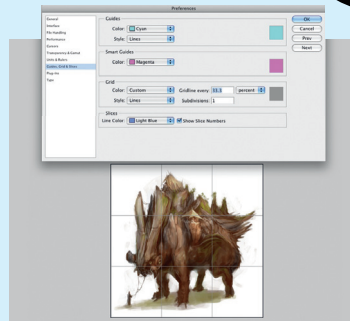 Preferences
General
Interface
File Handling
Performance
Cursors
Transparency & Gamut
Units & Rulers
Guides, Grid & Slices
Plug-Ins
Type
Guides
Color: Cyan
Style: Lines
Smart Guides
Color: Magenta
Grid
Color: Custom Gridline every: 33.3 percent
Style: Lines Subdivisions: 1
Slices
Line Color: Light Blue Show Slice Numbers
OK
Cancel
Prev
Next